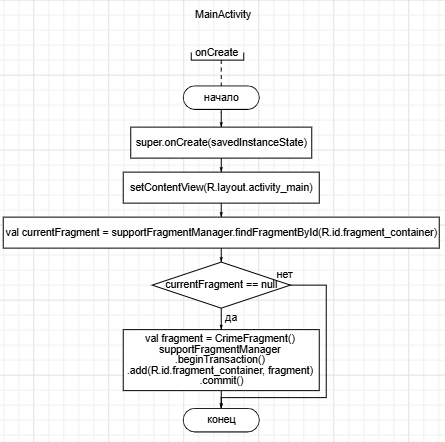 MainActivity
onCreate
начало
super.onCreate(savedInstanceState)
setContentView(R.layout.activity_main)
val currentFragment = supportFragmentManager.findFragmentById(R.id.fragment_container)
нет
currentFragment == null
да
val fragment = CrimeFragment()
supportFragmentManager
.beginTransaction()
.add(R.id.fragment_container, fragment)
.commit()
конец